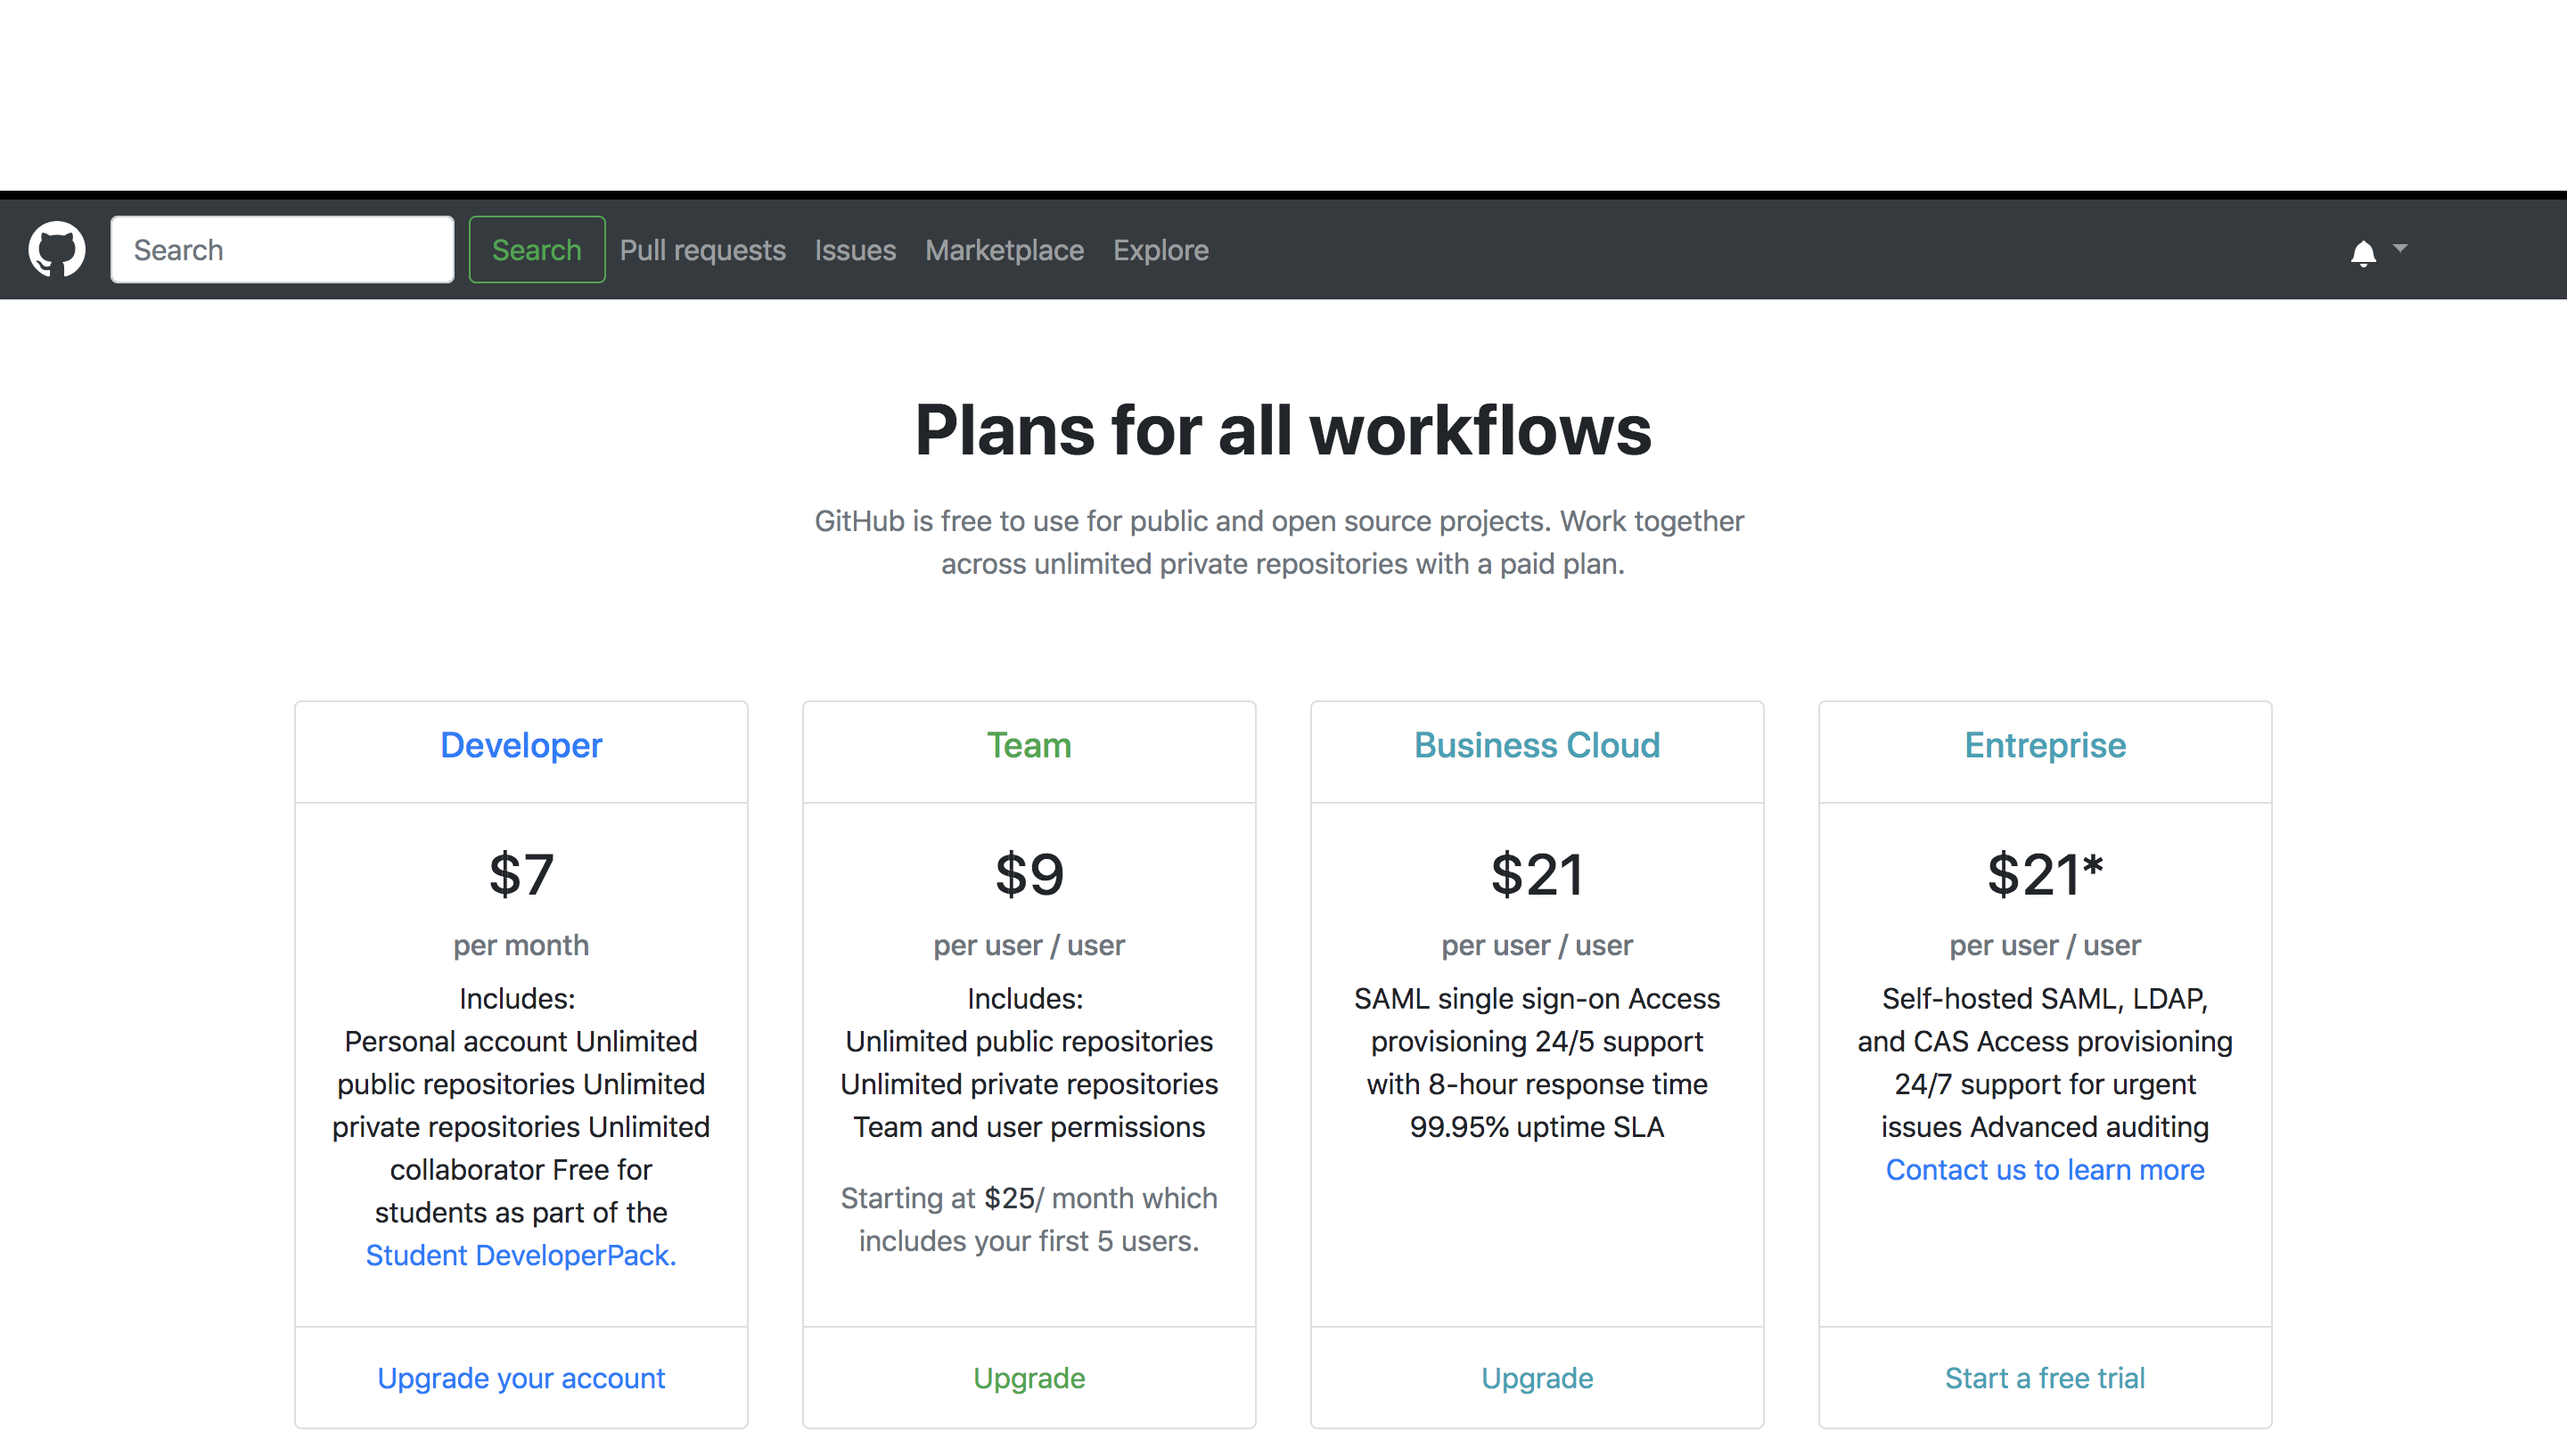 Search
Search
Pull requests
Issues
Marketplace
Explore
Plans for all workflows
GitHub is free to use for public and open source projects. Work together
across unlimited private repositories with a paid plan.
Developer
$7
per month
Includes:
Personal account Unlimited
public repositories Unlimited
private repositories Unlimited
collaborator Free for
students as part of the
Student DeveloperPack.
Upgrade your account
Team
$9
per user / user
Includes:
Unlimited public repositories
Unlimited private repositories
Team and user permissions
Starting at $25/ month which
includes your first 5 users.
Upgrade
Business Cloud
$21
per user / user
SAML single sign-on Access
provisioning 24/5 support
with 8-hour response time
99.95% uptime SLA
Upgrade
Entreprise
$21*
per user / user
Self-hosted SAML, LDAP,
and CAS Access provisioning
24/7 support for urgent
issues Advanced auditing
Contact us to learn more
Start a free trial